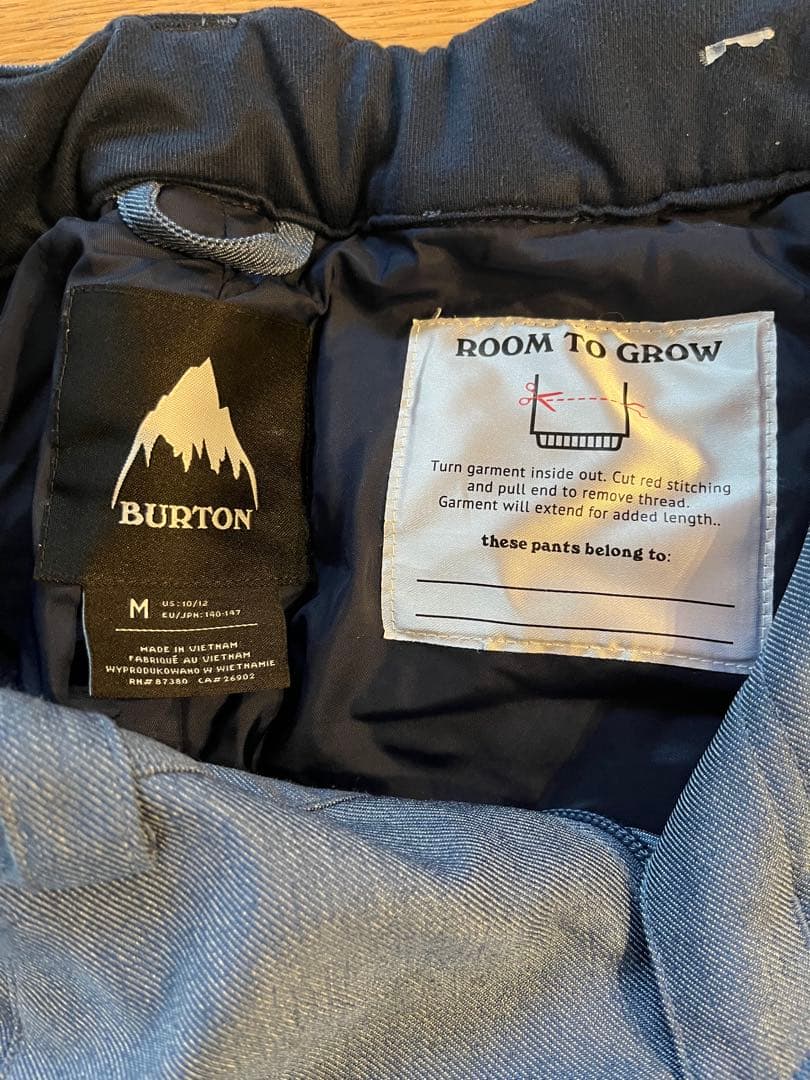 BURTON
M
US: 10/12
EU/JPN: 140-147
MADE IN VIETNAM
FABRIQUÉ AU VIETNAM
WYPRODUKOWANO W WIETNAMIE
RN# 87380 CA# 26902
ROOM TO GROW
Turn garment inside out. Cut red stitching
and pull end to remove thread.
Garment will extend for added length..
these pants belong to: